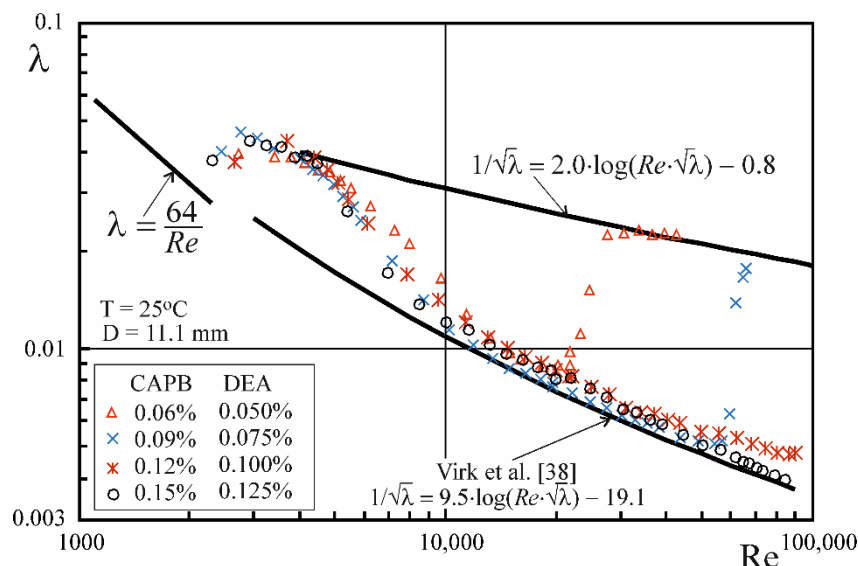 0.1
λ
1/√λ = 2.0·log(Re·√λ) – 0.8
λ = 64/Re
T = 25°C
D = 11.1 mm
0.01
CAPB DEA
0.06% 0.050%
0.09% 0.075%
0.12% 0.100%
0.15% 0.125%
Virk et al. [38]
1/√λ = 9.5·log(Re·√λ) – 19.1
0.003
1000 10,000 100,000
Re